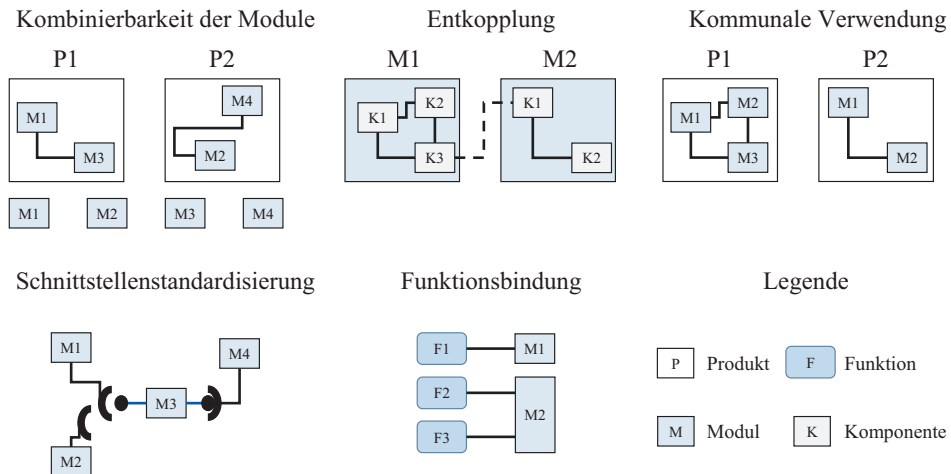 Kombinierbarkeit der Module
Entkopplung
Kommunale Verwendung
P1
P2
M1
M2
P1
P2
M1
M3
M4
M2
K1
K2
K3
K1
K2
M1
M2
M3
M1
M2
M1
M2
M3
M4
Schnittstellenstandardisierung
Funktionsbindung
Legende
M1
M4
M3
M2
F1
M1
F2
M2
F3
P Produkt
F Funktion
M Modul
K Komponente